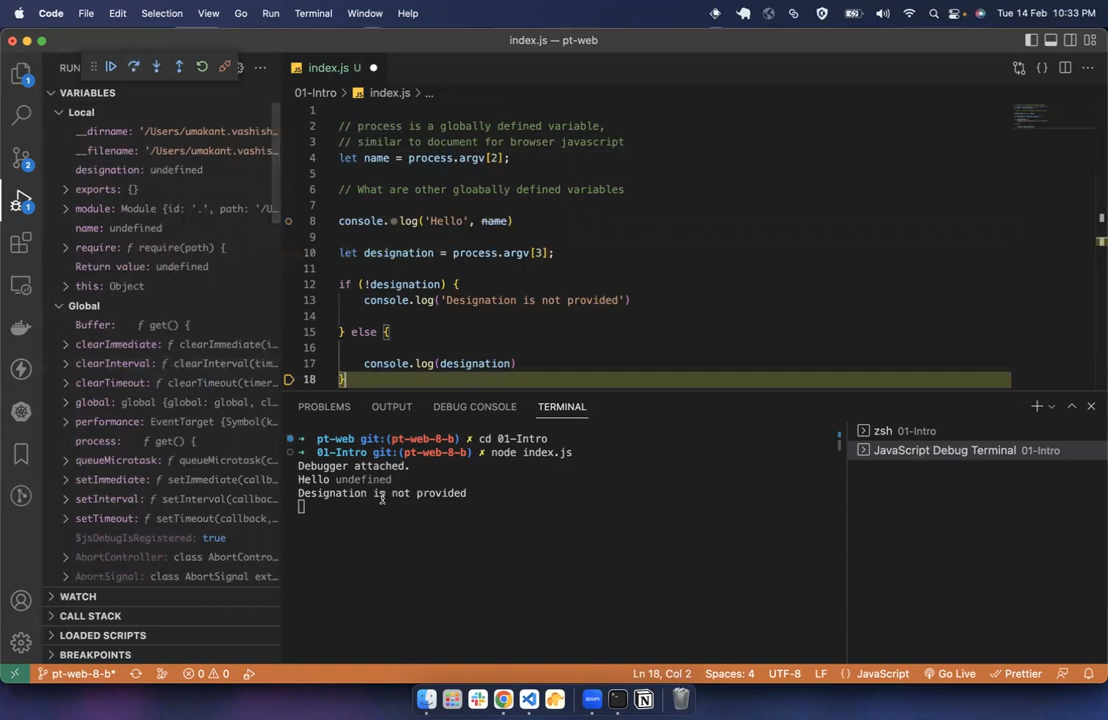 Code File Edit Selection View Go Run Terminal Window Help Tue 14 Feb 10:33 PM
index.js — pt-web
RUN
index.js U
VARIABLES
01-Intro > index.js > ...
Local
__dirname: '/Users/umakant.vashish…
__filename: '/Users/umakant.vashis…
designation: undefined
exports: {}
module: Module {id: '.', path: '/U…
name: undefined
require: ƒ require(path) {
Return value: undefined
this: Object
Global
Buffer: ƒ get() {
clearImmediate: ƒ clearImmediate(i…
clearInterval: ƒ clearInterval(tim…
clearTimeout: ƒ clearTimeout(timer…
global: global {global: global, cl…
performance: EventTarget {Symbol(k…
process: ƒ get() {
queueMicrotask: ƒ queueMicrotask(c…
setImmediate: ƒ setImmediate(callb…
setInterval: ƒ setInterval(callbac…
setTimeout: ƒ setTimeout(callback,…
$jsDebugIsRegistered: true
AbortController: class AbortContro…
AbortSignal: class AbortSignal ext…
WATCH
CALL STACK
LOADED SCRIPTS
BREAKPOINTS
1
2 // process is a globally defined variable,
3 // similar to document for browser javascript
4 let name = process.argv[2];
5
6 // What are other gloabally defined variables
7
8 console.log('Hello', name)
9
10 let designation = process.argv[3];
11
12 if (!designation) {
13 console.log('Designation is not provided')
14
15 } else {
16
17 console.log(designation)
18 }
PROBLEMS OUTPUT DEBUG CONSOLE TERMINAL
→ pt-web git:(pt-web-8-b) ✗ cd 01-Intro
→ 01-Intro git:(pt-web-8-b) ✗ node index.js
Debugger attached.
Hello undefined
Designation is not provided
zsh 01-Intro
JavaScript Debug Terminal 01-Intro
pt-web-8-b* 0 0 Ln 18, Col 2 Spaces: 4 UTF-8 LF {} JavaScript Go Live Prettier